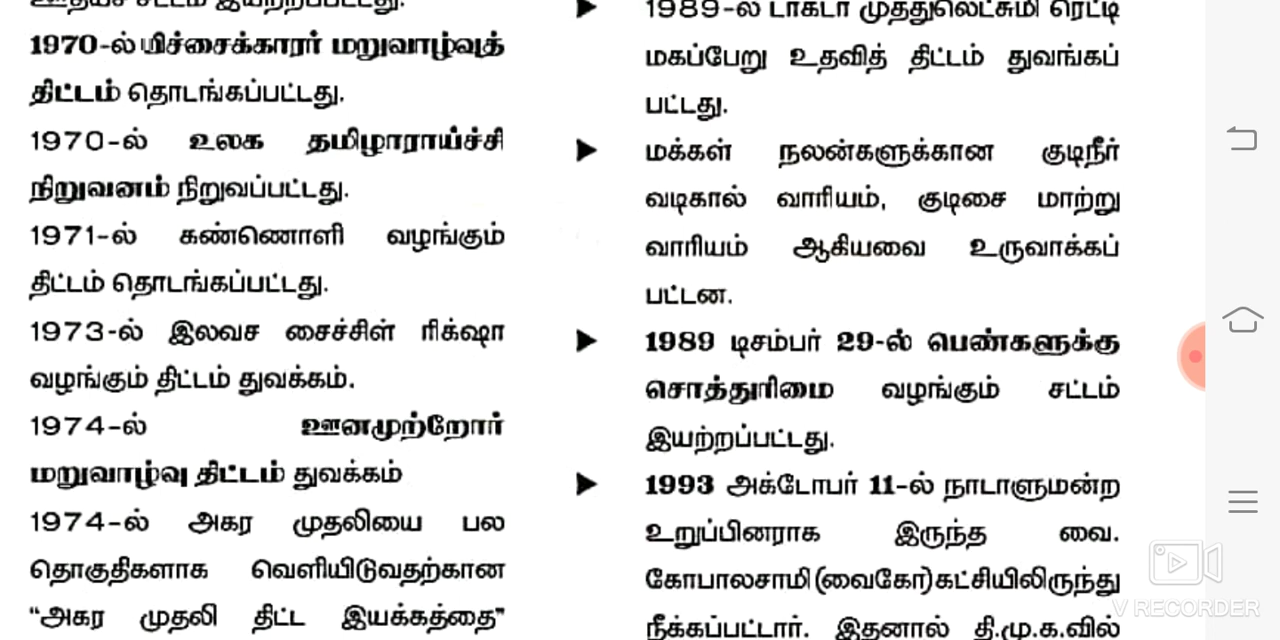 1970-ல் பிச்சைக்காரர் மறுவாழ்வுத்
திட்டம் தொடங்கப்பட்டது.
1970-ல் உலக தமிழாராய்ச்சி
நிறுவனம் நிறுவப்பட்டது.
1971-ல் கண்ணொளி வழங்கும்
திட்டம் தொடங்கப்பட்டது.
1973-ல் இலவச சைச்சிள் ரிக்ஷா
வழங்கும் திட்டம் துவக்கம்.
1974-ல் ஊனமுற்றோர்
மறுவாழ்வு திட்டம் துவக்கம்
1974-ல் அகர முதலியை பல
தொகுதிகளாக வெளியிடுவதற்கான
“அகர முதலி திட்ட இயக்கத்தை”
1989-ல் டாக்டர் முத்துலெட்சுமி ரெட்டி
மகப்பேறு உதவித் திட்டம் துவங்கப்
பட்டது.
மக்கள் நலன்களுக்கான குடிநீர்
வடிகால் வாரியம், குடிசை மாற்று
வாரியம் ஆகியவை உருவாக்கப்
பட்டன.
1989 டிசம்பர் 29-ல் பெண்களுக்கு
சொத்துரிமை வழங்கும் சட்டம்
இயற்றப்பட்டது.
1993 அக்டோபர் 11-ல் நாடாளுமன்ற
உறுப்பினராக இருந்த வை.
கோபாலசாமி(வைகோ)கட்சியிலிருந்து
நீக்கப்பட்டார். இதனால் தி.மு.க.வில்
V RECORDER